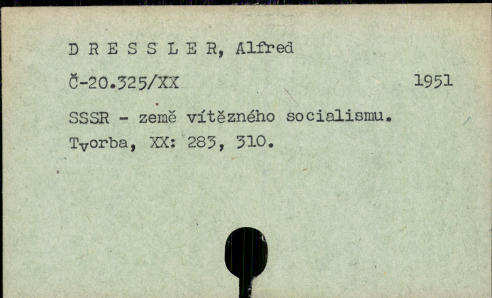 D R E S S L E R, Alfred
Č-20.325/XX 1951
SSSR - země vítězného socialismu.
Tvorba, XX: 283, 310.